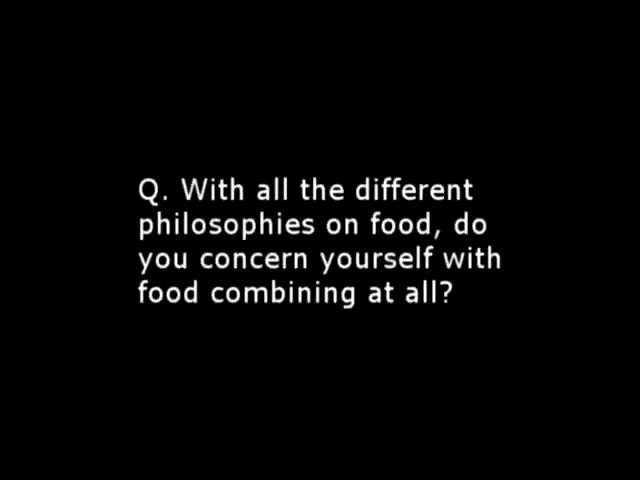 Q. With all the different
philosophies on food, do
you concern yourself with
food combining at all?